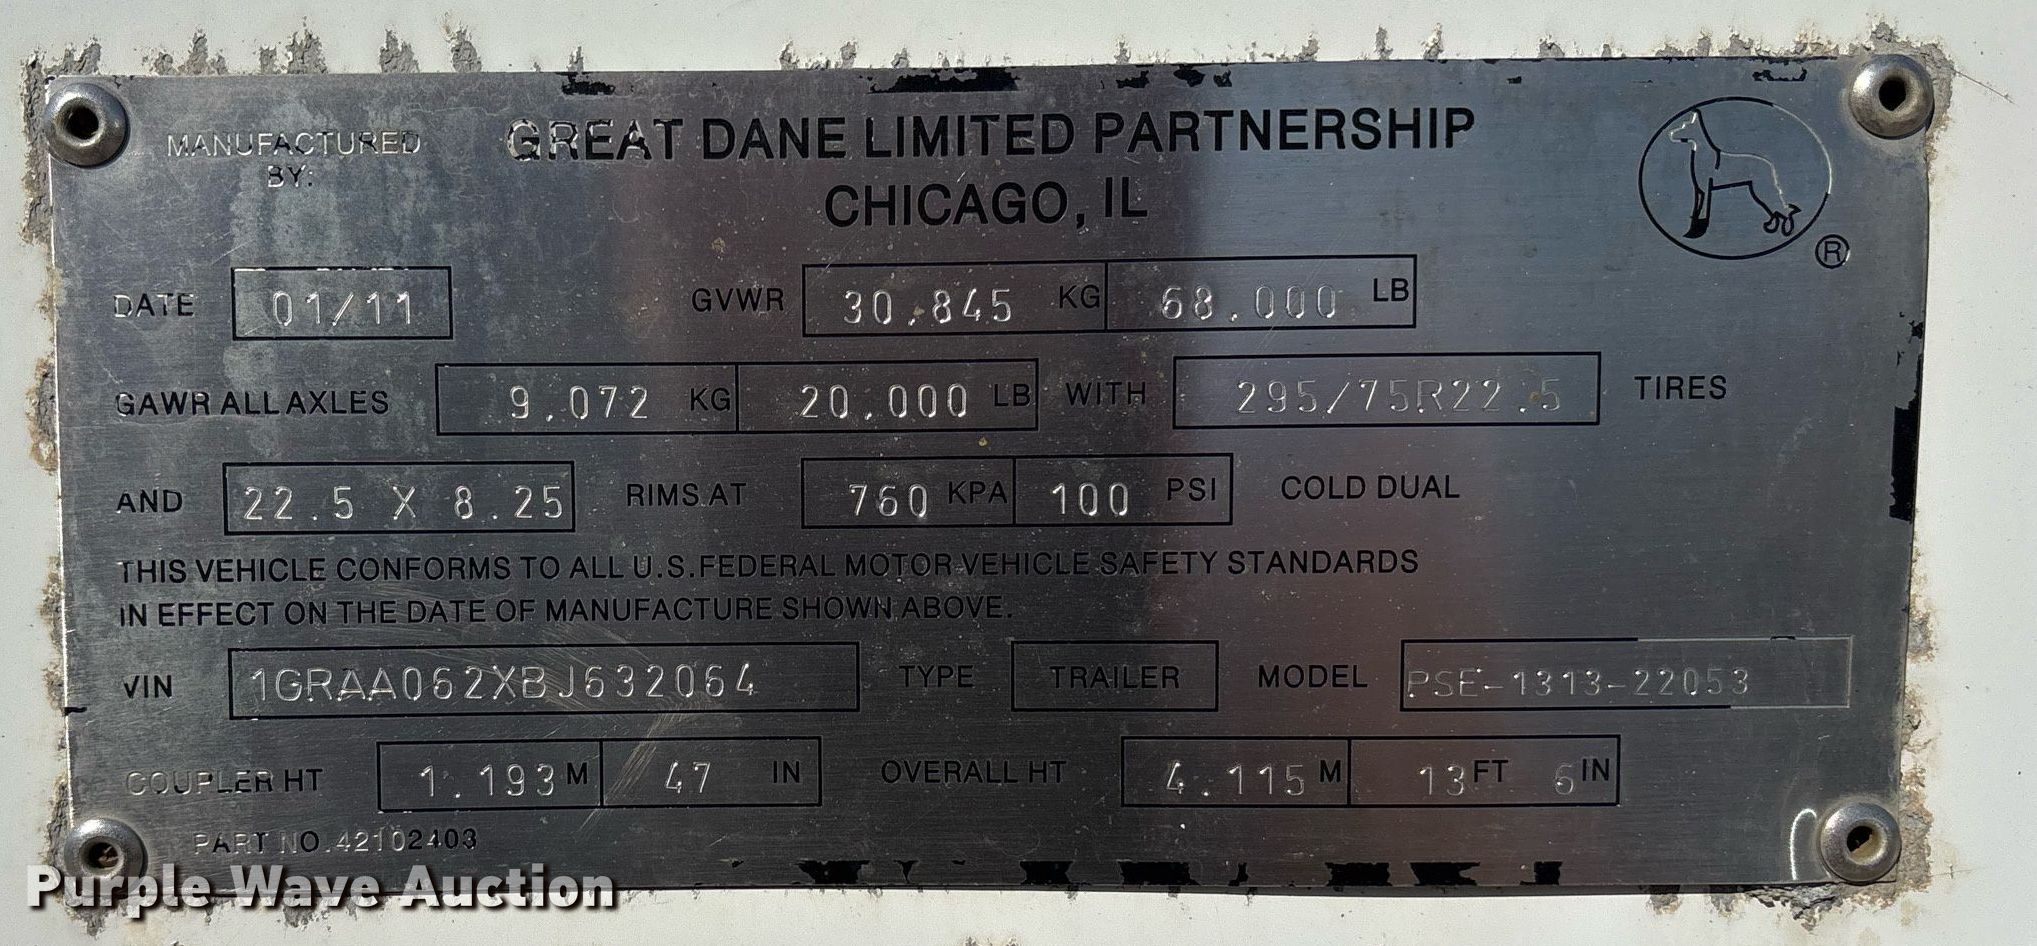 MANUFACTURED BY: GREAT DANE LIMITED PARTNERSHIP
CHICAGO, IL
®
DATE 01/11 GVWR 30.845 KG 68.000 LB
GAWR ALL AXLES 9.072 KG 20.000 LB WITH 295/75R22.5 TIRES
AND 22.5 X 8.25 RIMS.AT 760 KPA 100 PSI COLD DUAL
THIS VEHICLE CONFORMS TO ALL U.S.FEDERAL MOTOR VEHICLE SAFETY STANDARDS
IN EFFECT ON THE DATE OF MANUFACTURE SHOWN ABOVE.
VIN 1GRAA062XBJ632064 TYPE TRAILER MODEL PSE-1313-22053
COUPLER HT 1.193 M 47 IN OVERALL HT 4.115 M 13 FT 6 IN
PART NO.42102403
Purple Wave Auction